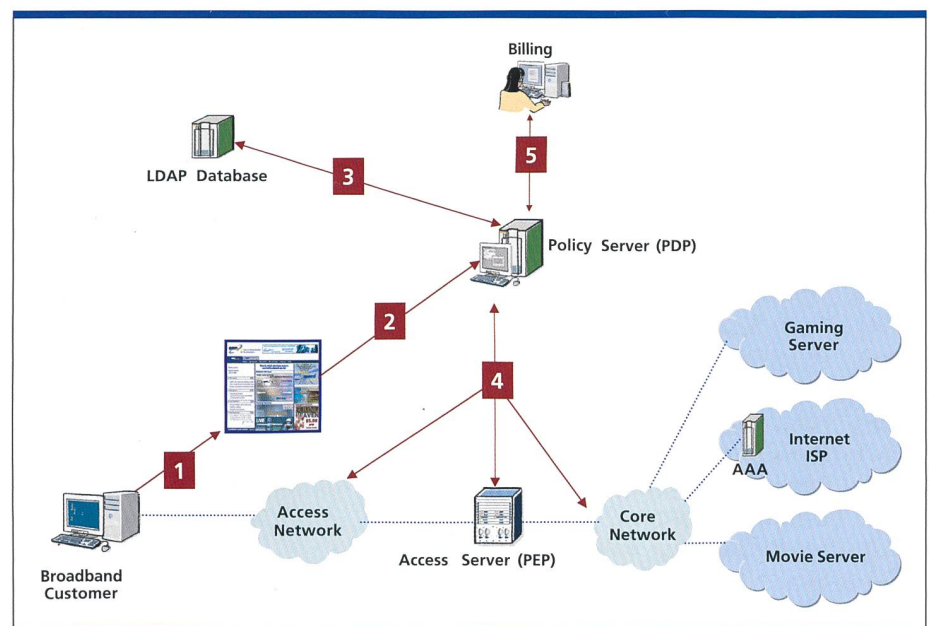 Billing
5
LDAP Database
3
Policy Server (PDP)
2
Gaming
Server
4
Internet
ISP
AAA
1
Access
Network
Core
Network
Access Server (PEP)
Movie Server
Broadband
Customer